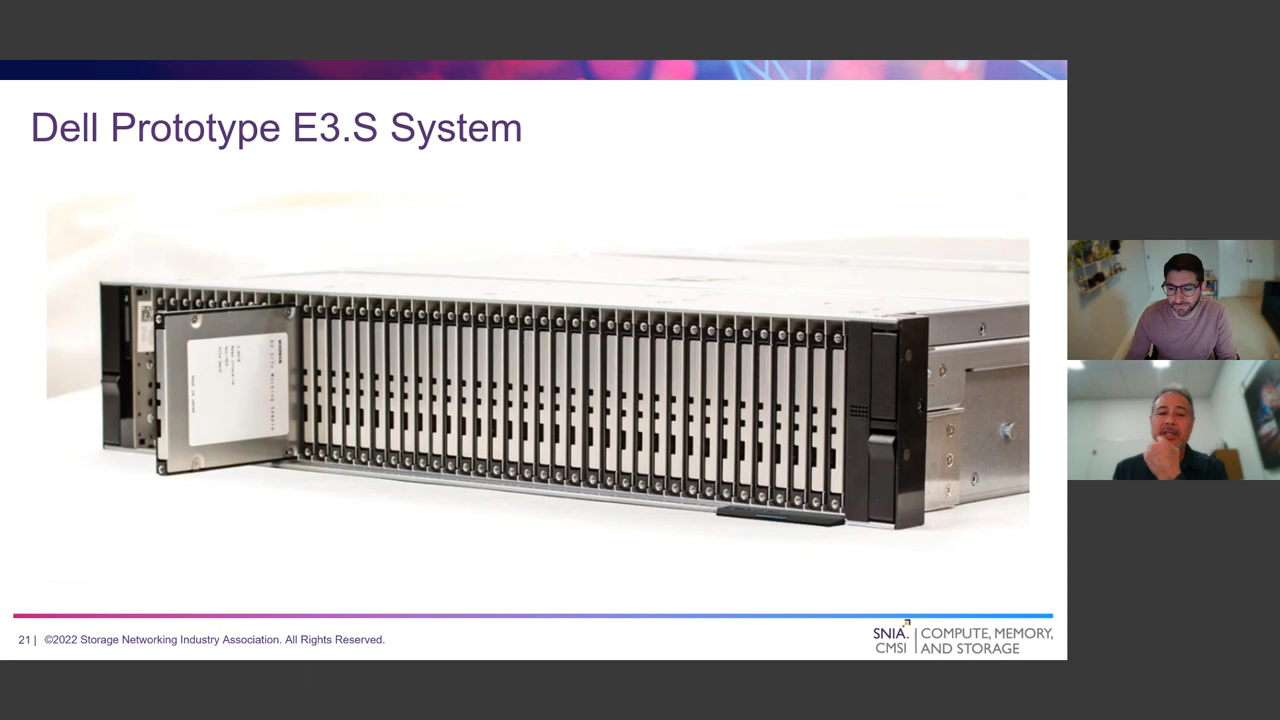 Dell Prototype E3.S System
21 | ©2022 Storage Networking Industry Association. All Rights Reserved.
SNIA. | COMPUTE, MEMORY,
CMSI | AND STORAGE